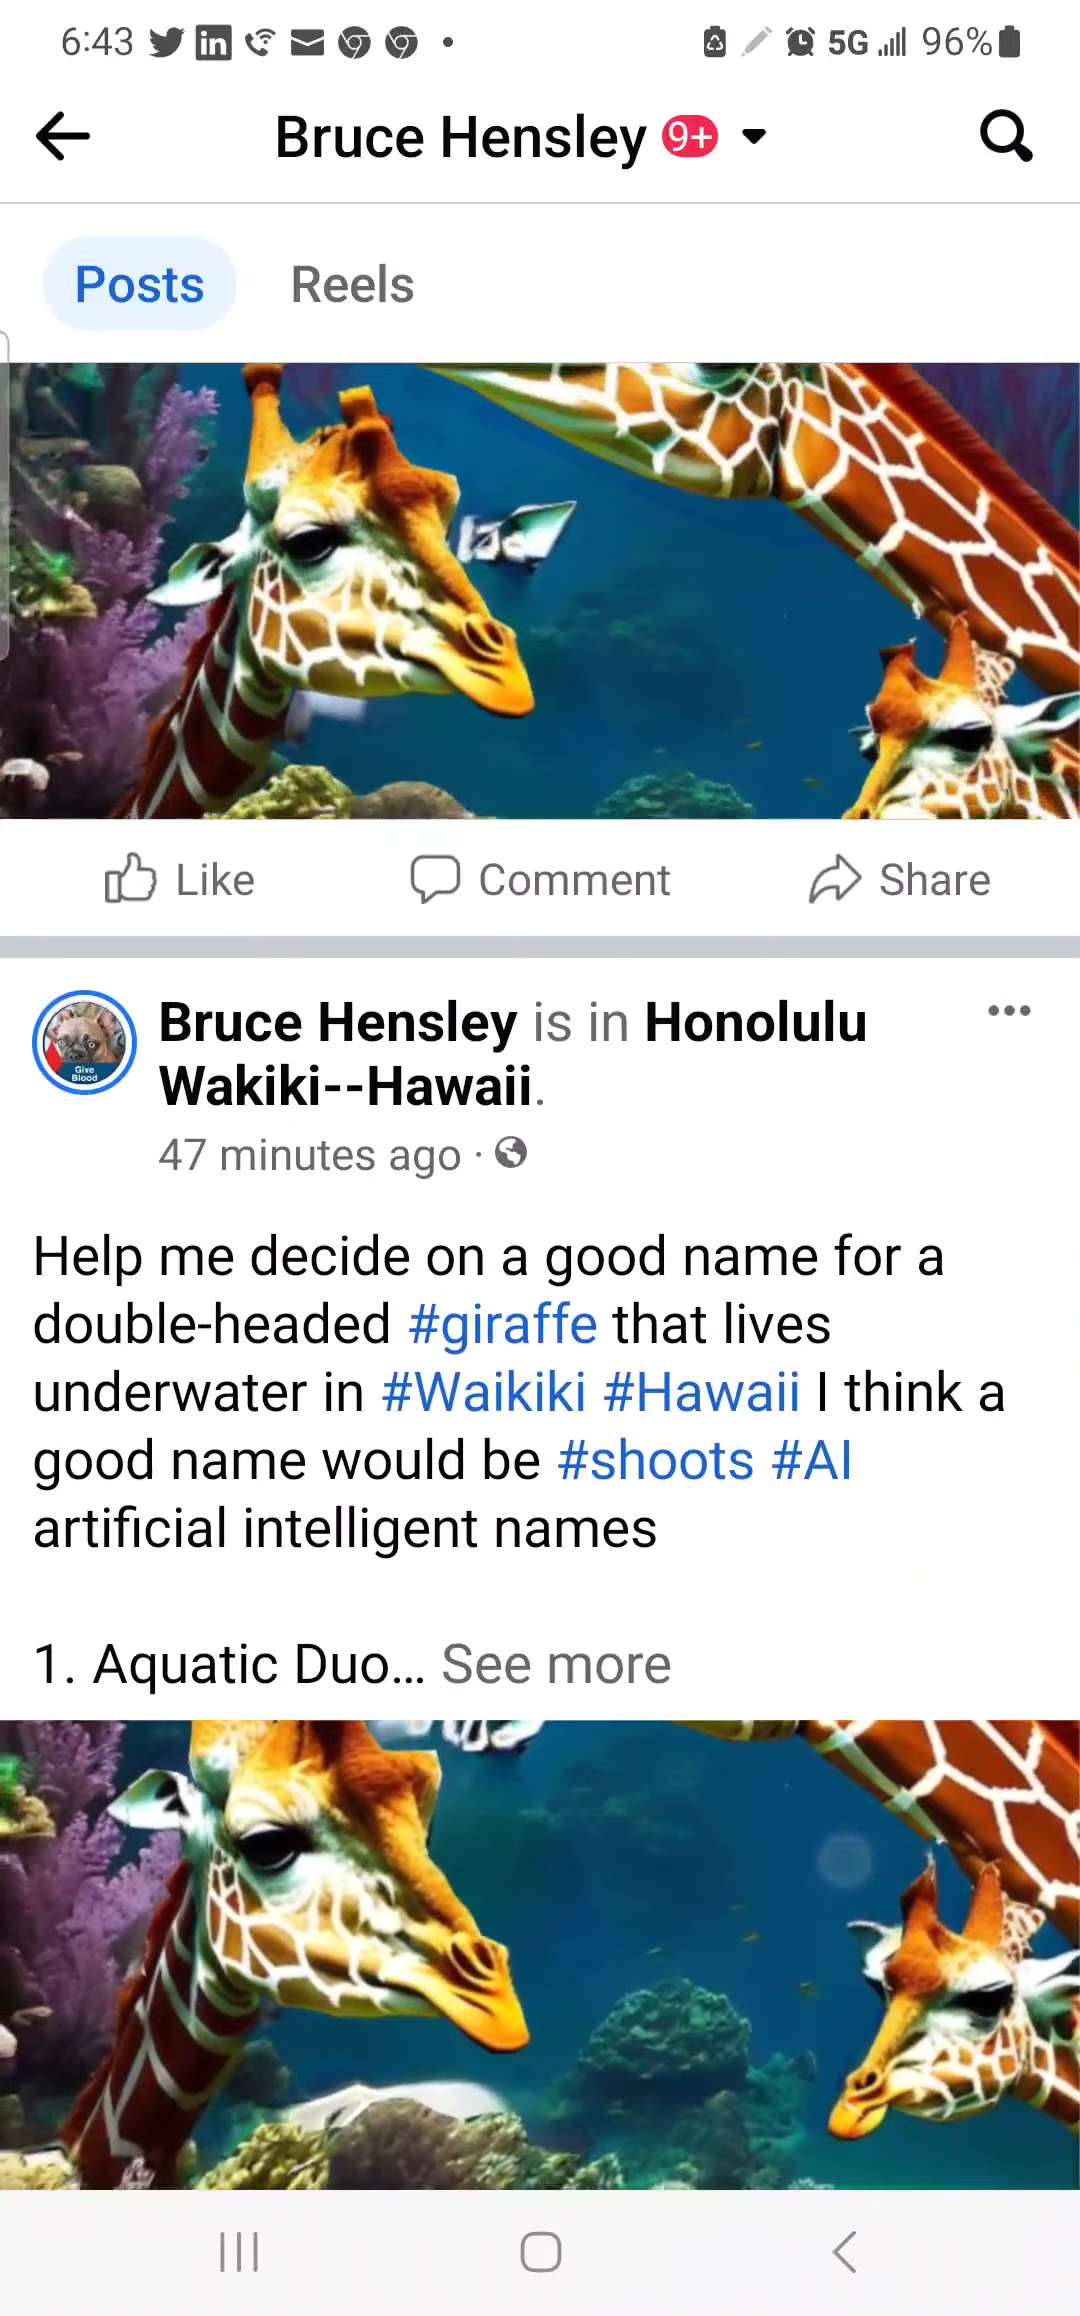 6:43
5G 96%
Bruce Hensley 9+
Posts Reels
Like Comment Share
Bruce Hensley is in Honolulu
Wakiki--Hawaii.
Give
Blood
47 minutes ago ·
Help me decide on a good name for a
double-headed #giraffe that lives
underwater in #Waikiki #Hawaii I think a
good name would be #shoots #AI
artificial intelligent names
1. Aquatic Duo... See more